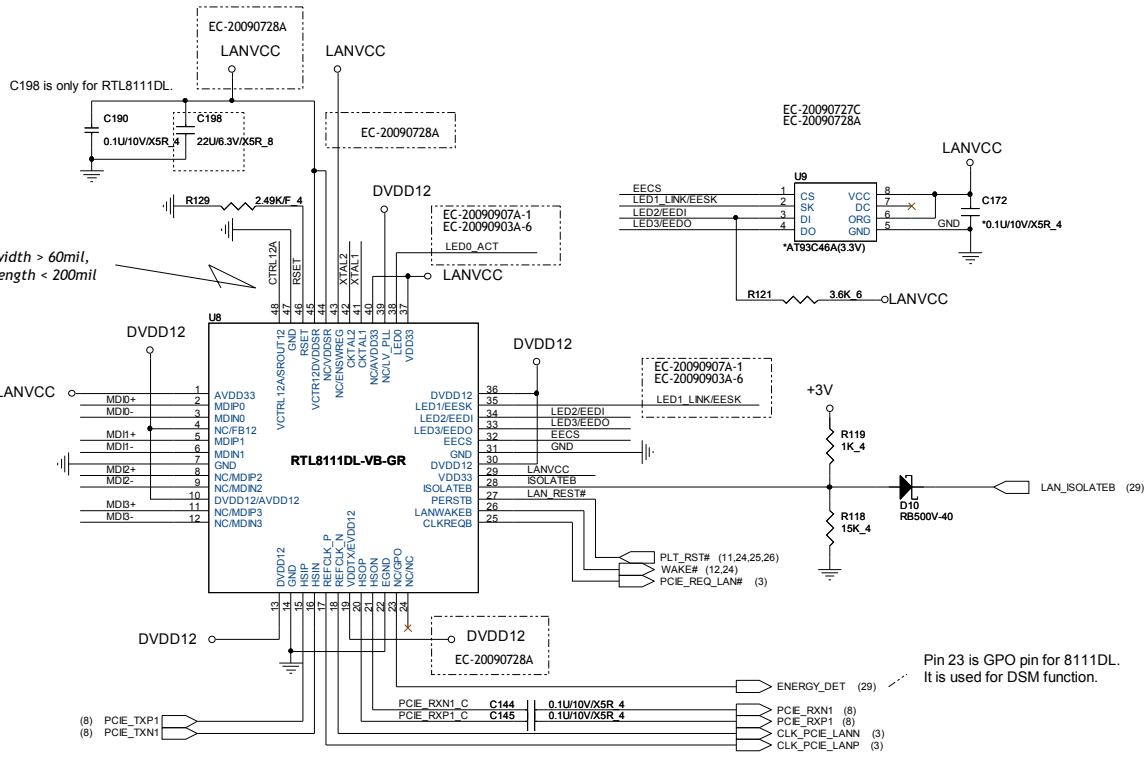 EC-20090728A
LANVCC
LANVCC
C198 is only for RTL8111DL.
C190
0.1U/10V/X5R_4
C198
22U/6.3V/X5R_8
EC-20090728A
R129
2.49K/F_4
DVDD12
EC-20090907A-1
EC-20090903A-6
LED0_ACT
LANVCC
EC-20090727C
EC-20090728A
LANVCC
U9
EECS
LED1_LINK/EESK
LED2/EEDI
LED3/EEDO
1
2
3
4
CS
SK
DI
DO
VCC
DC
ORG
GND
8
7
6
5
GND
*AT93C46A(3.3V)
C172
*0.1U/10V/X5R_4
R121
3.6K_6
LANVCC
length < 200mil
CTRL12A
RSET
XTAL2
XTAL1
48
47
46
45
44
43
42
41
40
39
38
37
U8
VCTRL12A/SROUT12
GND
RSET
VCTR12DVDDSR
NC/VDDSR
NC/ENSWREG
CKTAL2
CKTAL1
NC/AVDD33
NC/LV_PLL
LED0
VDD33
DVDD12
LANVCC
MDI0+
MDI0-
MDI1+
MDI1-
MDI2+
MDI2-
MDI3+
MDI3-
1 AVDD33
2 MDIP0
3 MDIN0
4 NC/FB12
5 MDIP1
6 MDIN1
7 GND
8 NC/MDIP2
9 NC/MDIN2
10 DVDD12/AVDD12
11 NC/MDIP3
12 NC/MDIN3
RTL8111DL-VB-GR
DVDD12 36
LED1/EESK 35
LED2/EEDI 34
LED3/EEDO 33
EECS 32
GND 31
DVDD12 30
VDD33 29
ISOLATEB 28
PERSTB 27
LANWAKEB 26
CLKREQB 25
DVDD12
EC-20090907A-1
EC-20090903A-6
LED1_LINK/EESK
LED2/EEDI
LED3/EEDO
EECS
GND
LANVCC
ISOLATEB
LAN_REST#
+3V
R119
1K_4
R118
15K_4
D10
RB500V-40
LAN_ISOLATEB (29)
PLT_RST# (11,24,25,26)
WAKE# (12,24)
PCIE_REQ_LAN# (3)
DVDD12
GND
HSIP
HSIN
REFCLK_P
REFCLK_N
VDDTX/EVDD12
HSOP
HSON
EGND
NC/GPO
NC/NC
13
14
15
16
17
18
19
20
21
22
23
24
DVDD12
DVDD12
EC-20090728A
Pin 23 is GPO pin for 8111DL.
It is used for DSM function.
ENERGY_DET (29)
PCIE_RXN1_C C144 0.1U/10V/X5R_4 PCIE_RXN1 (8)
PCIE_RXP1_C C145 0.1U/10V/X5R_4 PCIE_RXP1 (8)
(8) PCIE_TXP1
(8) PCIE_TXN1
CLK_PCIE_LANN (3)
CLK_PCIE_LANP (3)